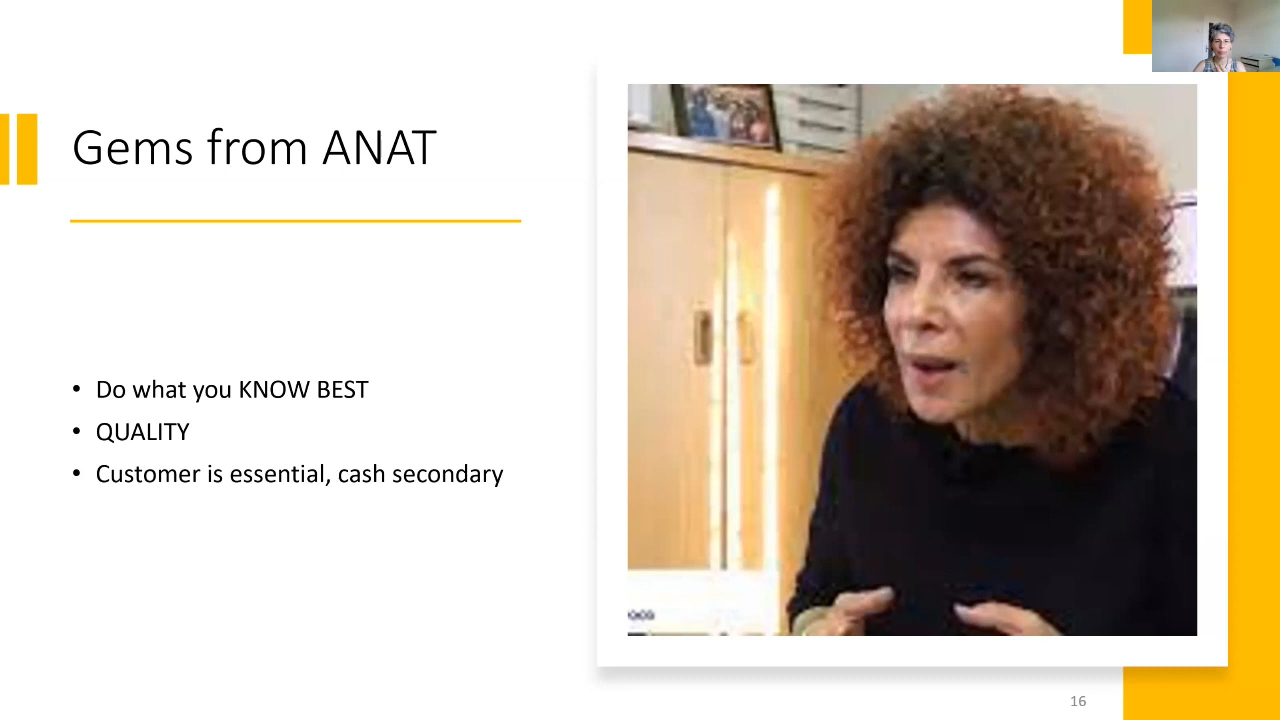 Gems from ANAT
• Do what you KNOW BEST
• QUALITY
• Customer is essential, cash secondary
16